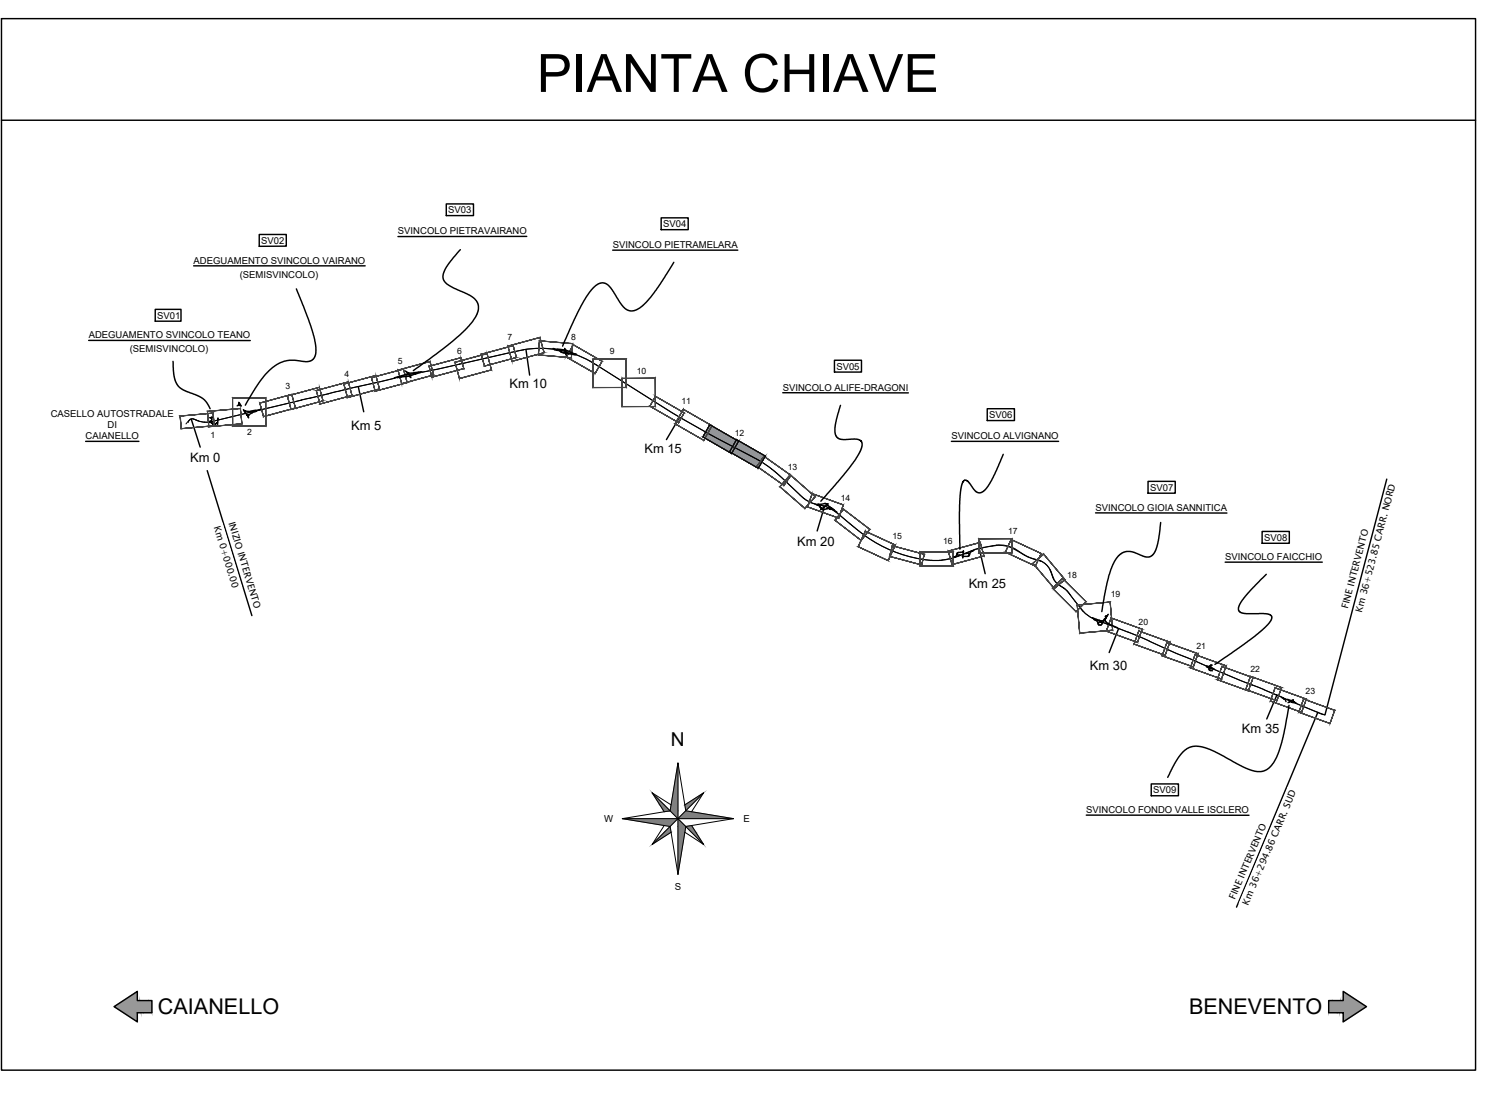 PIANTA CHIAVE
SV03
SVINCOLO PIETRAVAIRANO
SV04
SVINCOLO PIETRAMELARA
SV02
ADEGUAMENTO SVINCOLO VAIRANO
(SEMISVINCOLO)
SV01
ADEGUAMENTO SVINCOLO TEANO
(SEMISVINCOLO)
CASELLO AUTOSTRADALE
DI
CAIANELLO
SV05
SVINCOLO ALIFE-DRAGONI
SV06
SVINCOLO ALVIGNANO
SV07
SVINCOLO GIOIA SANNITICA
SV08
SVINCOLO FAICCHIO
1
2
3
4
5
6
7
8
9
10
11
12
13
14
15
16
17
18
19
20
21
22
23
Km 0
Km 5
Km 10
Km 15
Km 20
Km 25
Km 30
Km 35
INIZIO INTERVENTO
Km 0+000.00
FINE INTERVENTO
Km 36+523.85 CARR. NORD
SV09
SVINCOLO FONDO VALLE ISCLERO
FINE INTERVENTO
Km 36+294.86 CARR. SUD
N
W
E
S
CAIANELLO
BENEVENTO